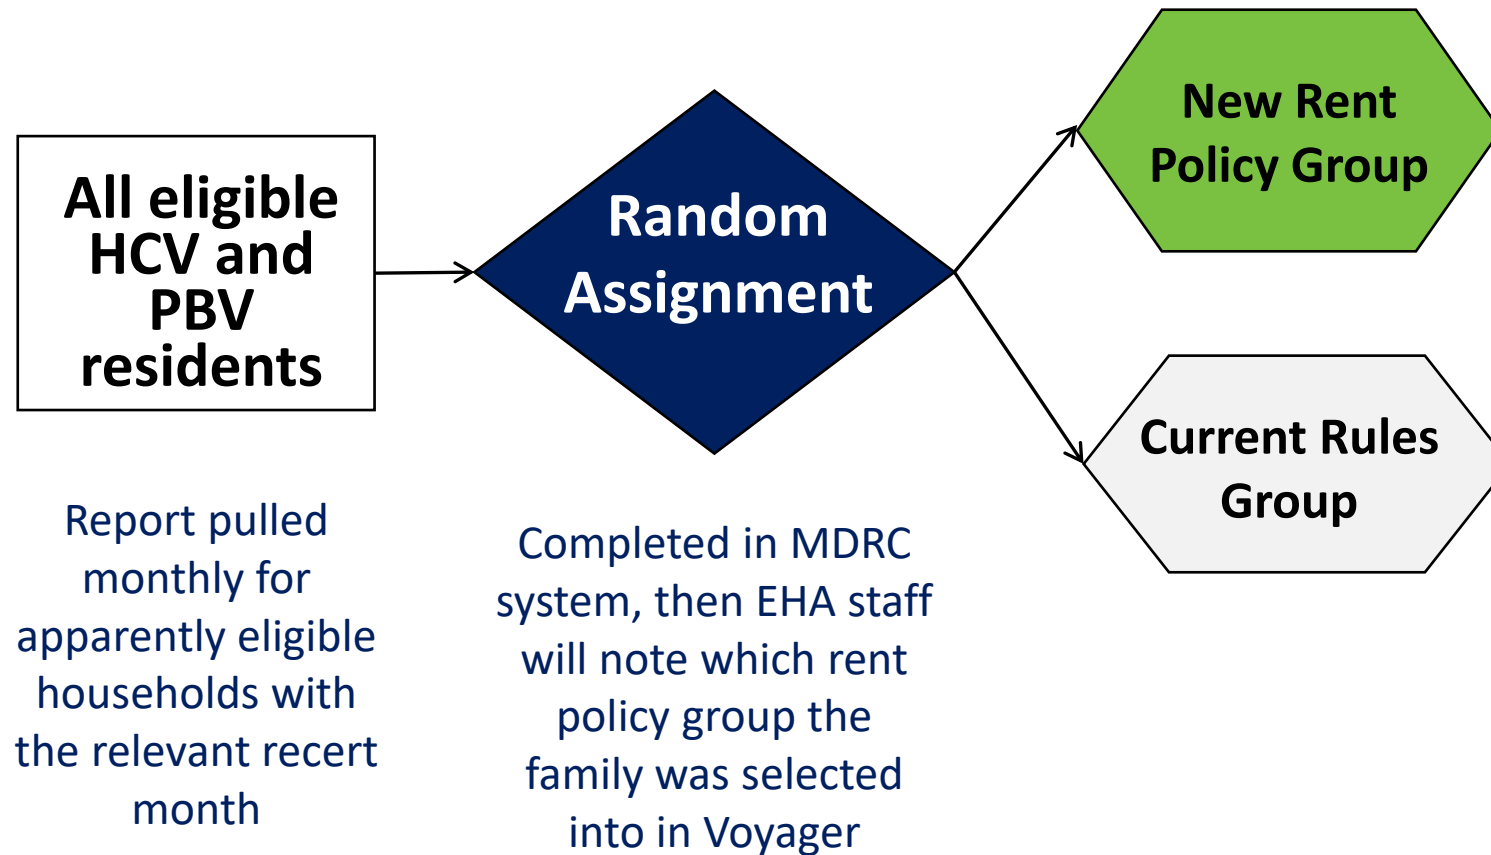 All eligible
HCV and
PBV
residents
Report pulled
monthly for
apparently eligible
households with
the relevant recert
month
Random
Assignment
Completed in MDRC
system, then EHA staff
will note which rent
policy group the
family was selected
into in Voyager
New Rent
Policy Group
Current Rules
Group